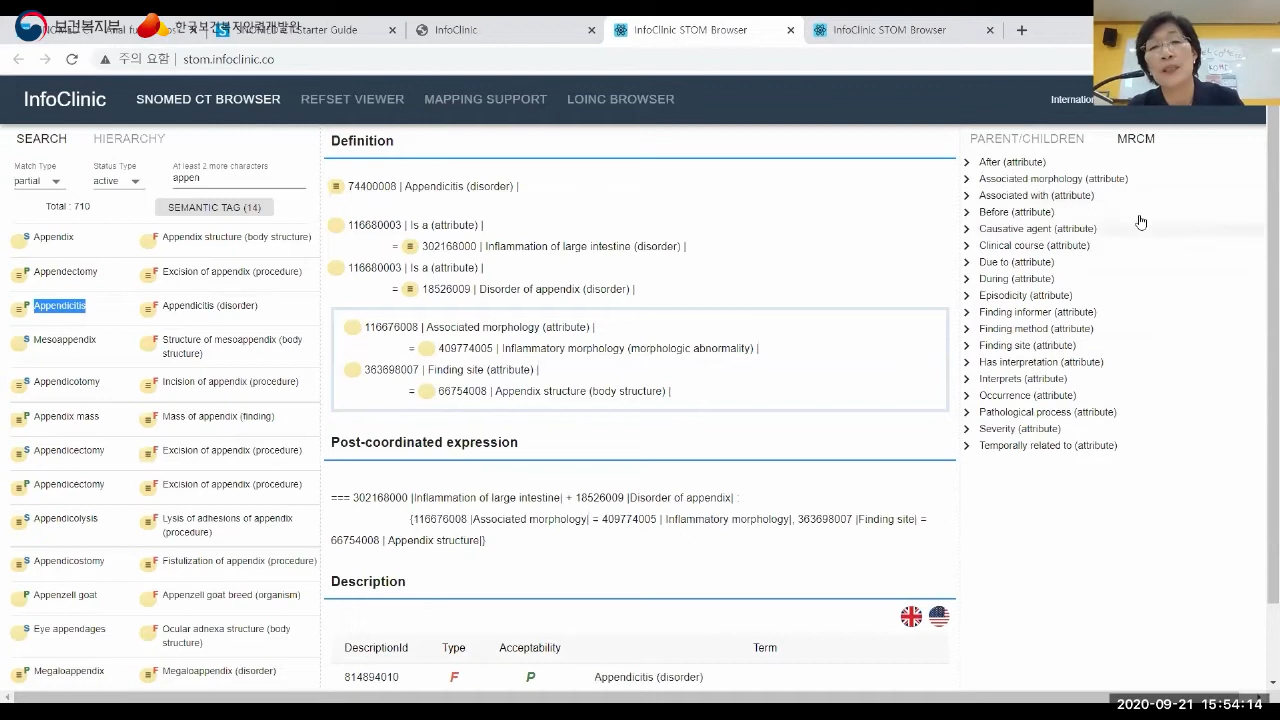 보건복지부
한국보건복지인력개발원
Starter Guide
InfoClinic
InfoClinic STOM Browser
InfoClinic STOM Browser
주의 요함
stom.infoclinic.co
InfoClinic
SNOMED CT BROWSER
REFSET VIEWER
MAPPING SUPPORT
LOINC BROWSER
SEARCH
HIERARCHY
Match Type
Status Type
At least 2 more characters
partial
active
appen
Total : 710
SEMANTIC TAG (14)
S Appendix F Appendix structure (body structure)
P Appendectomy F Excision of appendix (procedure)
P Appendicitis F Appendicitis (disorder)
P Mesoappendix F Structure of mesoappendix (body
structure)
S Appendicotomy F Incision of appendix (procedure)
P Appendix mass F Mass of appendix (finding)
S Appendicectomy F Excision of appendix (procedure)
P Appendicectomy F Excision of appendix (procedure)
S Appendicolysis F Lysis of adhesions of appendix
(procedure)
S Appendicostomy F Fistulization of appendix (procedure)
P Appenzell goat F Appenzell goat breed (organism)
S Eye appendages F Ocular adnexa structure (body
structure)
P Megaloappendix F Megaloappendix (disorder)
Definition
74400008 | Appendicitis (disorder) |
116680003 | Is a (attribute) |
= 302168000 | Inflammation of large intestine (disorder) |
116680003 | Is a (attribute) |
= 18526009 | Disorder of appendix (disorder) |
116676008 | Associated morphology (attribute) |
= 409774005 | Inflammatory morphology (morphologic abnormality) |
363698007 | Finding site (attribute) |
= 66754008 | Appendix structure (body structure) |
Post-coordinated expression
=== 302168000 |Inflammation of large intestine| + 18526009 |Disorder of appendix| :
{116676008 |Associated morphology| = 409774005 | Inflammatory morphology|, 363698007 |Finding site| =
66754008 | Appendix structure|}
Description
DescriptionId Type Acceptability Term
814894010 F P Appendicitis (disorder)
PARENT/CHILDREN
MRCM
After (attribute)
Associated morphology (attribute)
Associated with (attribute)
Before (attribute)
Causative agent (attribute)
Clinical course (attribute)
Due to (attribute)
During (attribute)
Episodicity (attribute)
Finding informer (attribute)
Finding method (attribute)
Finding site (attribute)
Has interpretation (attribute)
Interprets (attribute)
Occurrence (attribute)
Pathological process (attribute)
Severity (attribute)
Temporally related to (attribute)
2020-09-21 15:54:14